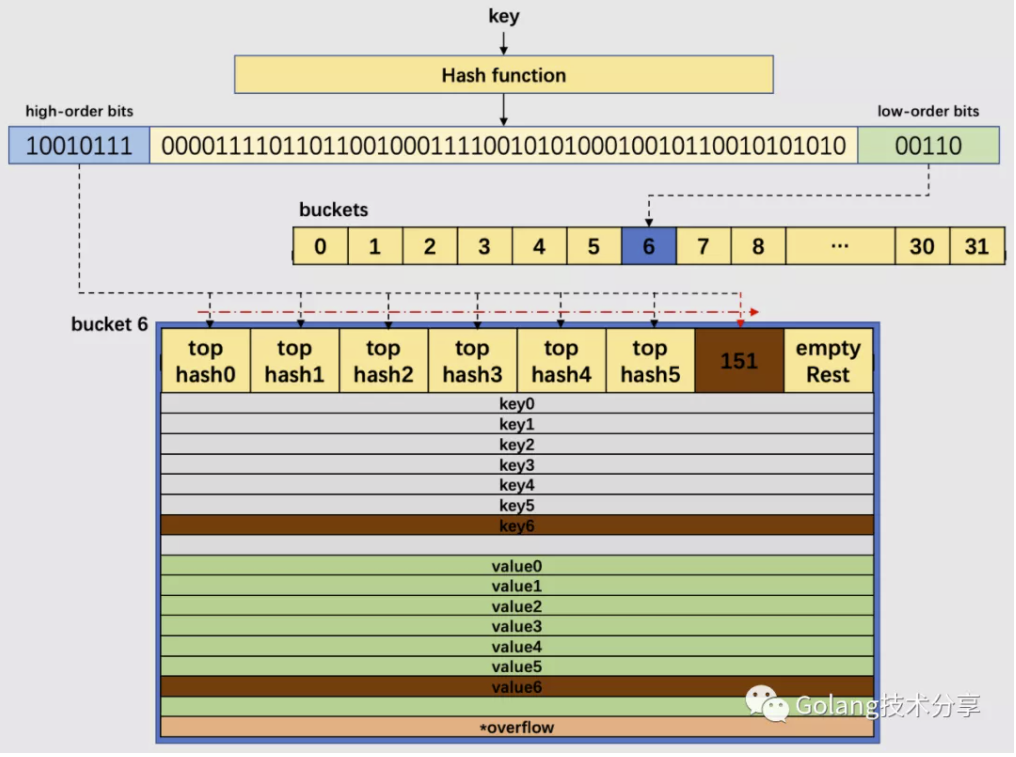 key
Hash function
high-order bits
low-order bits
10010111 000011110110110010001111001010100010010110010101010 00110
buckets
0 1 2 3 4 5 6 7 8 ... 30 31
bucket 6
top hash0
top hash1
top hash2
top hash3
top hash4
top hash5
151
empty Rest
key0
key1
key2
key3
key4
key5
key6
value0
value1
value2
value3
value4
value5
value6
*overflow
Golang技术分享